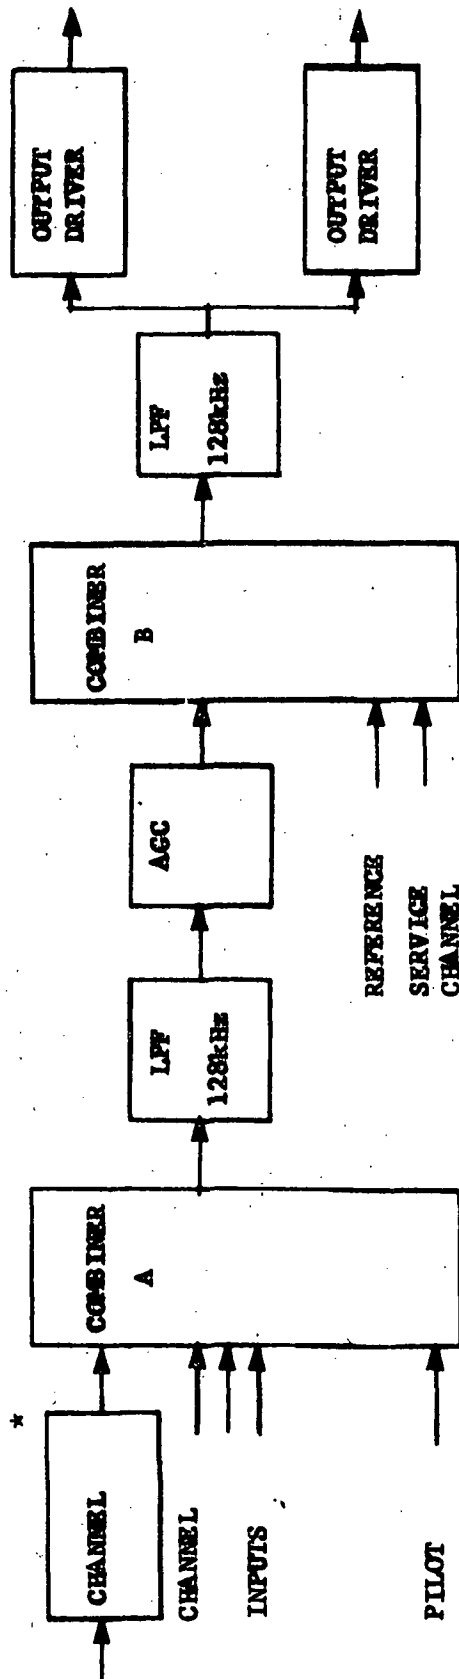 *
CHANNEL
CHANNEL
INPUTS
PILOT
COMBINER
A
LPF
128kHz
AGC
REFERENCE
SERVICE
CHANNEL
COMBINER
B
LPF
128kHz
OUTPUT
DRIVER
OUTPUT
DRIVER